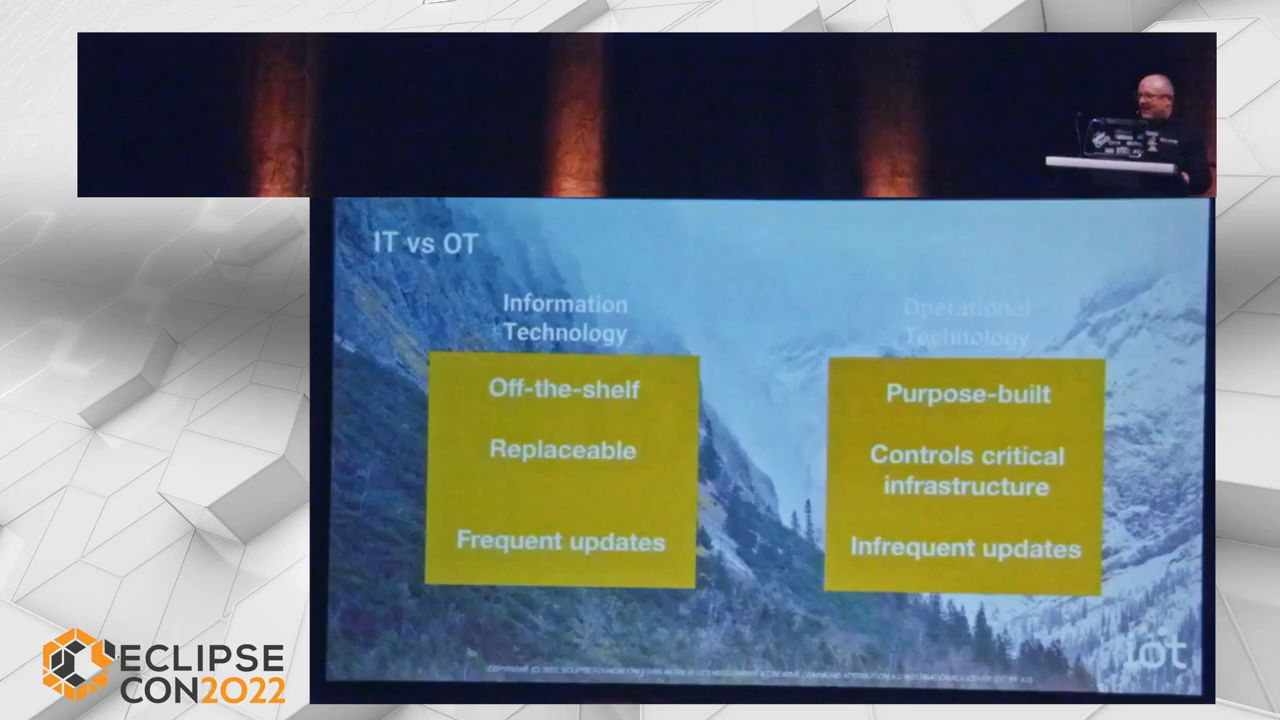 IT vs OT
Information
Technology
Off-the-shelf
Replaceable
Frequent updates
Operational
Technology
Purpose-built
Controls critical
infrastructure
Infrequent updates
iot
ECLIPSE
CON2022